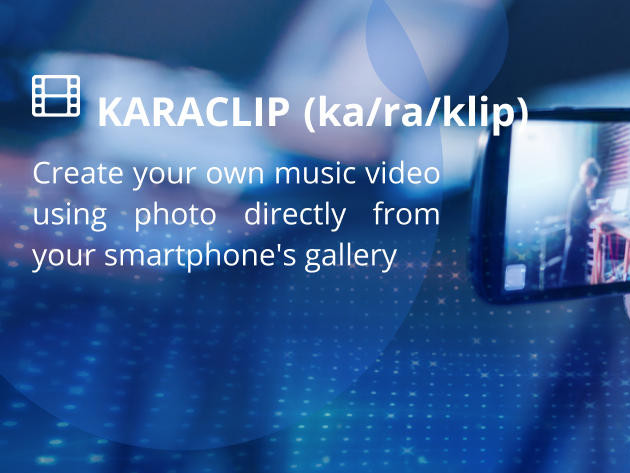 KARACLIP (ka/ra/klip)
Create your own music video
using photo directly from
your smartphone's gallery